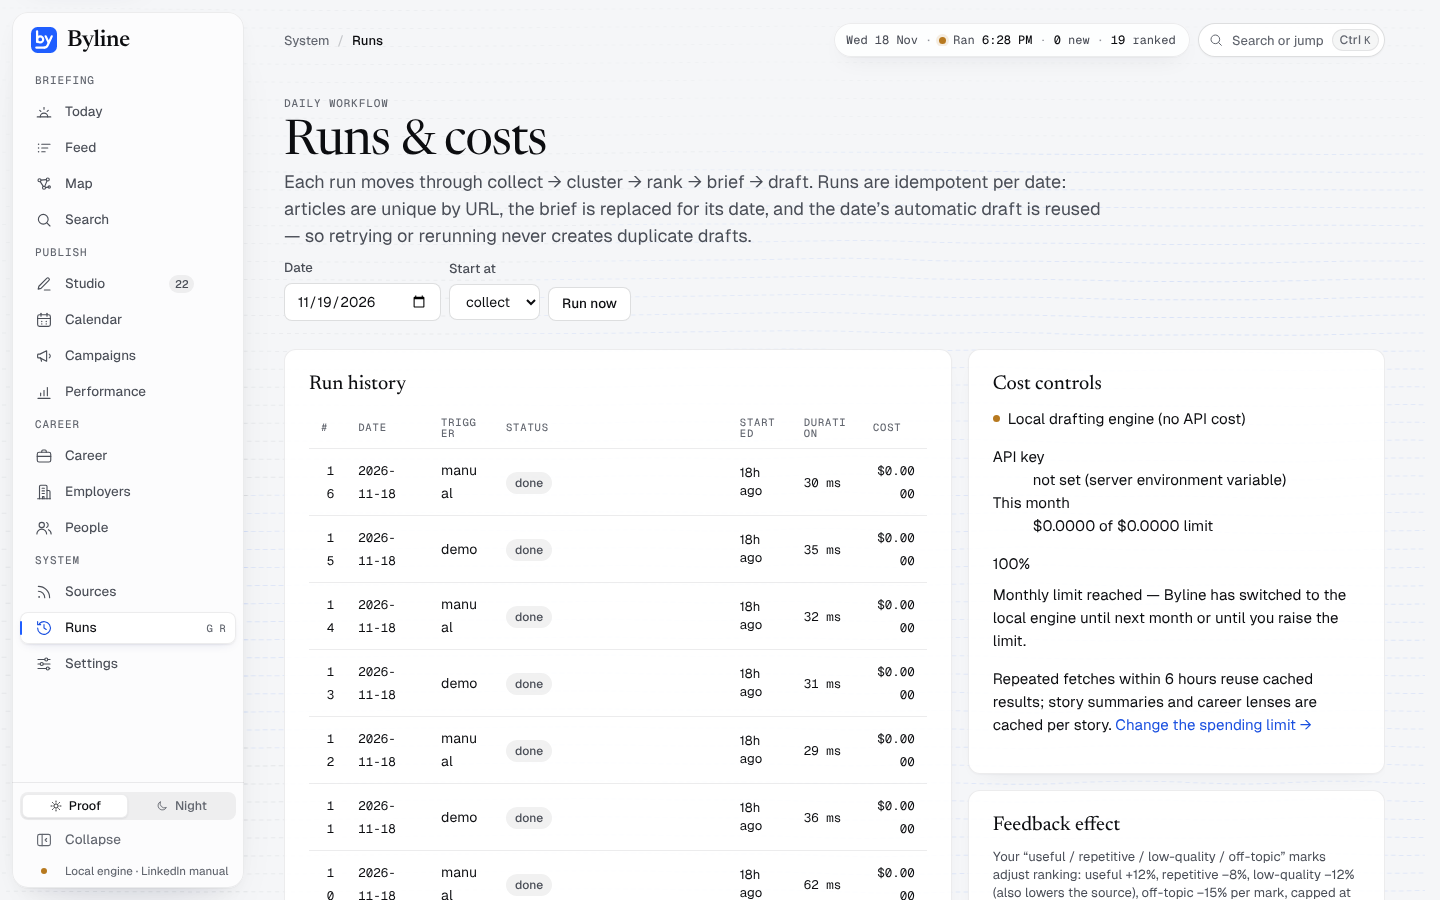 by Byline
BRIEFING
Today
Feed
Map
Search
PUBLISH
Studio 22
Calendar
Campaigns
Performance
CAREER
Career
Employers
People
SYSTEM
Sources
Runs G R
Settings
Proof Night
Collapse
Local engine · LinkedIn manual
System / Runs
Wed 18 Nov · Ran 6:28 PM · 0 new · 19 ranked
Search or jump Ctrl K
DAILY WORKFLOW
Runs & costs
Each run moves through collect → cluster → rank → brief → draft. Runs are idempotent per date:
articles are unique by URL, the brief is replaced for its date, and the date’s automatic draft is reused
— so retrying or rerunning never creates duplicate drafts.
Date Start at
11/19/2026 collect Run now
Run history
# DATE TRIGG STATUS START DURATI COST
ER ED ON
1 2026- manu done 18h 30 ms $0.00
6 11-18 al ago 00
1 2026- demo done 18h 35 ms $0.00
5 11-18 ago 00
1 2026- manu done 18h 32 ms $0.00
4 11-18 al ago 00
1 2026- demo done 18h 31 ms $0.00
3 11-18 ago 00
1 2026- manu done 18h 29 ms $0.00
2 11-18 al ago 00
1 2026- demo done 18h 36 ms $0.00
1 11-18 ago 00
1 2026- manu done 18h 62 ms $0.00
0 11-18 al ago 00
Cost controls
Local drafting engine (no API cost)
API key
not set (server environment variable)
This month
$0.0000 of $0.0000 limit
100%
Monthly limit reached — Byline has switched to the
local engine until next month or until you raise the
limit.
Repeated fetches within 6 hours reuse cached
results; story summaries and career lenses are
cached per story. Change the spending limit →
Feedback effect
Your “useful / repetitive / low-quality / off-topic” marks
adjust ranking: useful +12%, repetitive −8%, low-quality −12%
(also lowers the source), off-topic −15% per mark, capped at